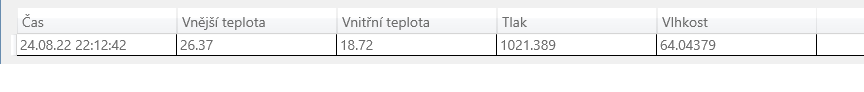 Čas Vnější teplota Vnitřní teplota Tlak Vlhkost
24.08.22 22:12:42 26.37 18.72 1021.389 64.04379